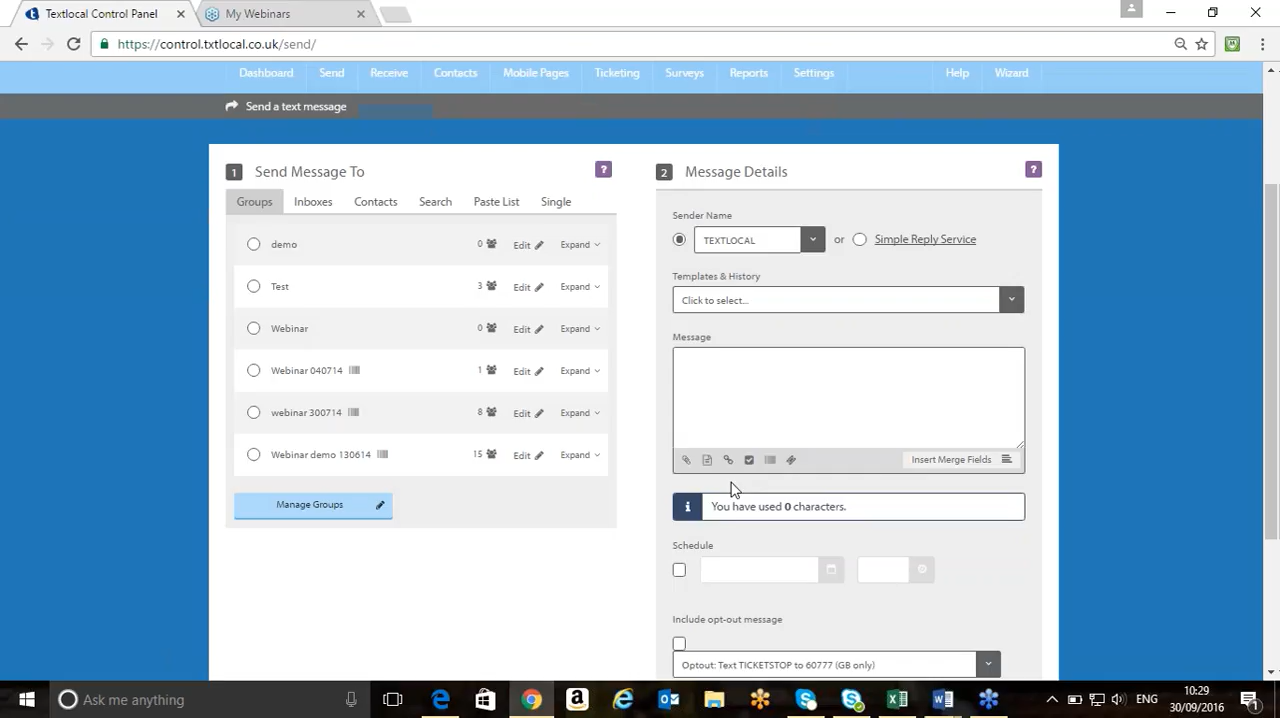 Textlocal Control Panel
My Webinars
https://control.txtlocal.co.uk/send/
Dashboard Send Receive Contacts Mobile Pages Ticketing Surveys Reports Settings Help Wizard
Send a text message
1 Send Message To ?
Groups Inboxes Contacts Search Paste List Single
demo 0 Edit Expand
Test 3 Edit Expand
Webinar 0 Edit Expand
Webinar 040714 1 Edit Expand
webinar 300714 8 Edit Expand
Webinar demo 130614 15 Edit Expand
Manage Groups
2 Message Details ?
Sender Name
TEXTLOCAL or Simple Reply Service
Templates & History
Click to select...
Message
Insert Merge Fields
You have used 0 characters.
Schedule
Include opt-out message
Optout: Text TICKETSTOP to 60777 (GB only)
Ask me anything
ENG
10:29
30/09/2016